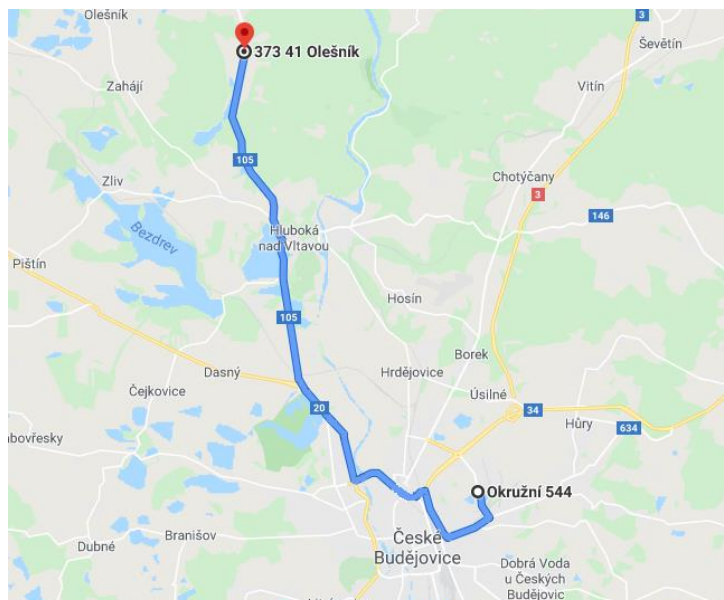 Olešník
3
Ševětín
373 41 Olešník
Zahájí
Vitín
105
Chotýčany
Zliv
3
146
Bezdrev
Hluboká
nad Vltavou
Pištín
Hosín
105
Borek
Dasný
Hrdějovice
Čejkovice
Úsilné
20
34
Hůry
634
abovřesky
Okružní 544
České
Budějovice
Branišov
Dubné
Dobrá Voda
u Českých
Budějovic